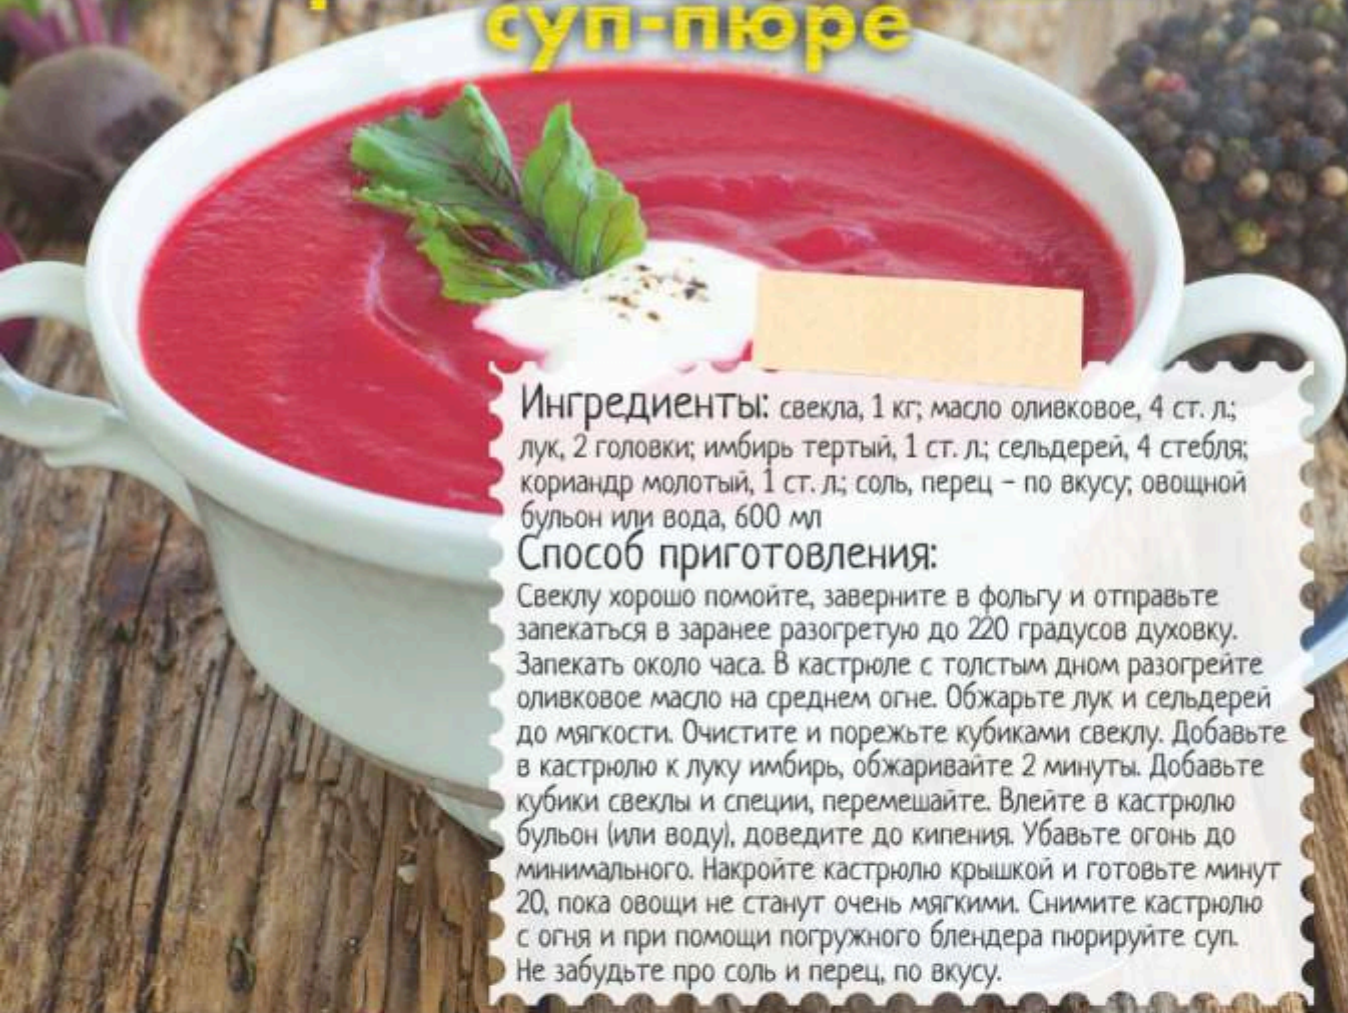 суп-пюре
Ингредиенты: свекла, 1 кг; масло оливковое, 4 ст. л.;
лук, 2 головки; имбирь тертый, 1 ст. л.; сельдерей, 4 стебля;
кориандр молотый, 1 ст. л.; соль, перец – по вкусу; овощной
бульон или вода, 600 мл
Способ приготовления:
Свеклу хорошо помойте, заверните в фольгу и отправьте
запекаться в заранее разогретую до 220 градусов духовку.
Запекать около часа. В кастрюле с толстым дном разогрейте
оливковое масло на среднем огне. Обжарьте лук и сельдерей
до мягкости. Очистите и порежьте кубиками свеклу. Добавьте
в кастрюлю к луку имбирь, обжаривайте 2 минуты. Добавьте
кубики свеклы и специи, перемешайте. Влейте в кастрюлю
бульон (или воду), доведите до кипения. Убавьте огонь до
минимального. Накройте кастрюлю крышкой и готовьте минут
20, пока овощи не станут очень мягкими. Снимите кастрюлю
с огня и при помощи погружного блендера пюрируйте суп.
Не забудьте про соль и перец, по вкусу.